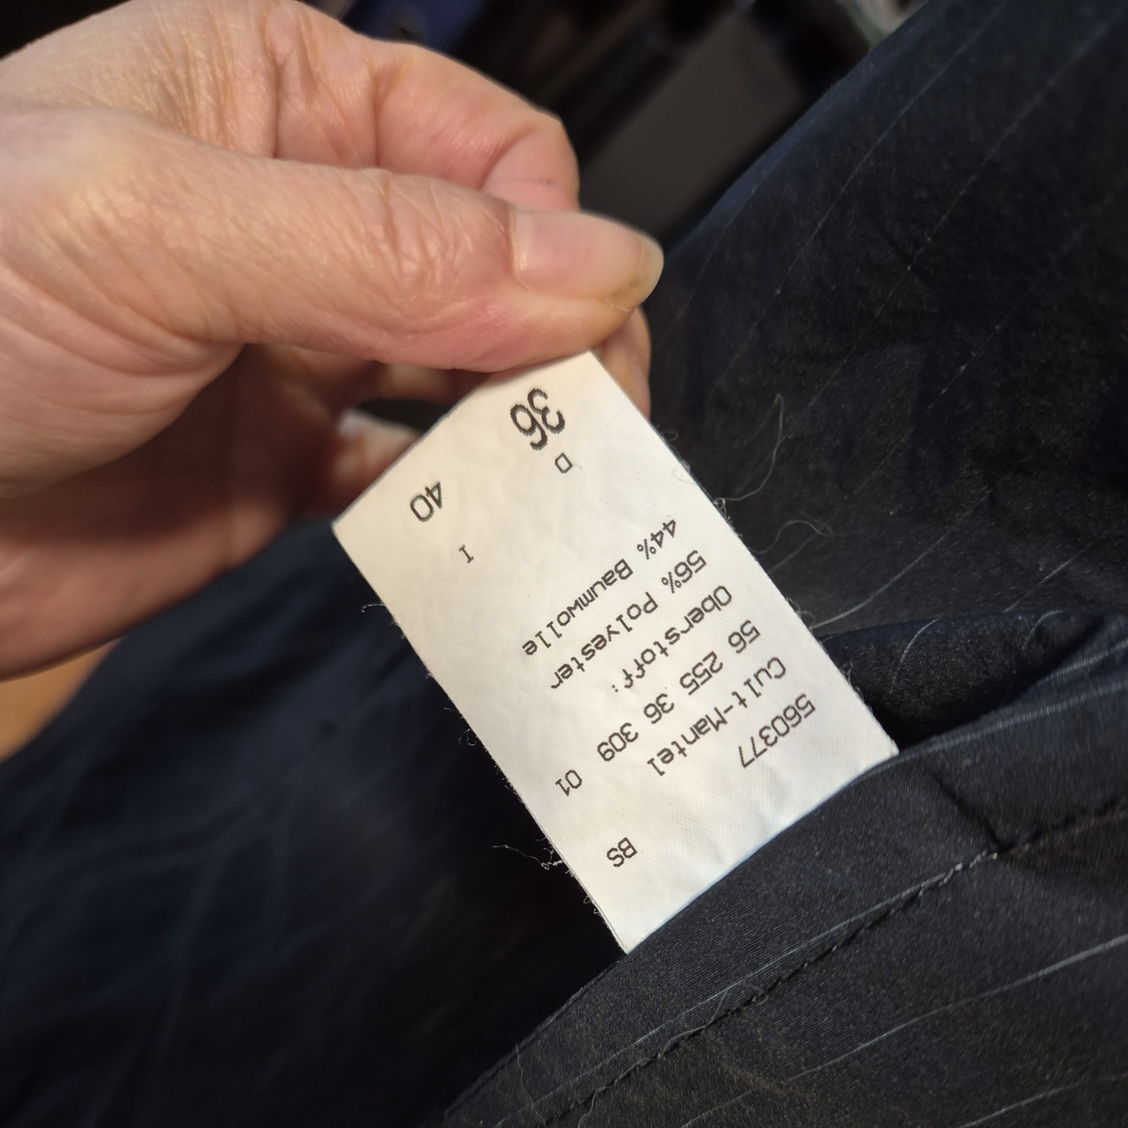 560377 BS
Cult-Mantel
56 255 36 309 01
Oberstoff:
56% Polyester
44% Baumwolle
D I
36 40